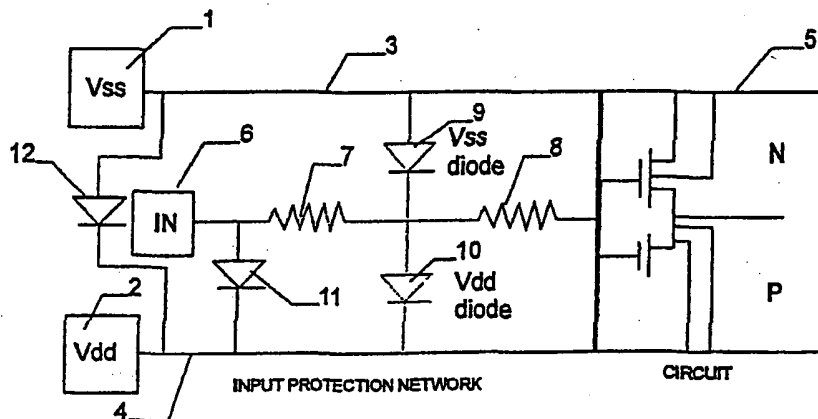 1
3
5
Vss
9
6
7
Vss
diode
8
12
N
IN
10
2
11
Vdd
diode
P
Vdd
INPUT PROTECTION NETWORK
CIRCUIT
4